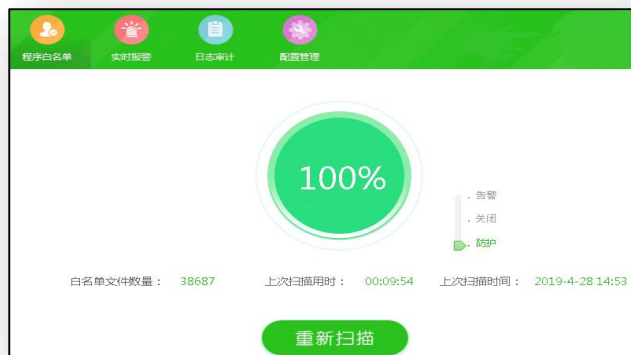 程序白名单 实时报警 日志审计 配置管理
100%
. 告警
. 关闭
. 防护
白名单文件数量： 38687 上次扫描用时： 00:09:54 上次扫描时间： 2019-4-28 14:53
重新扫描